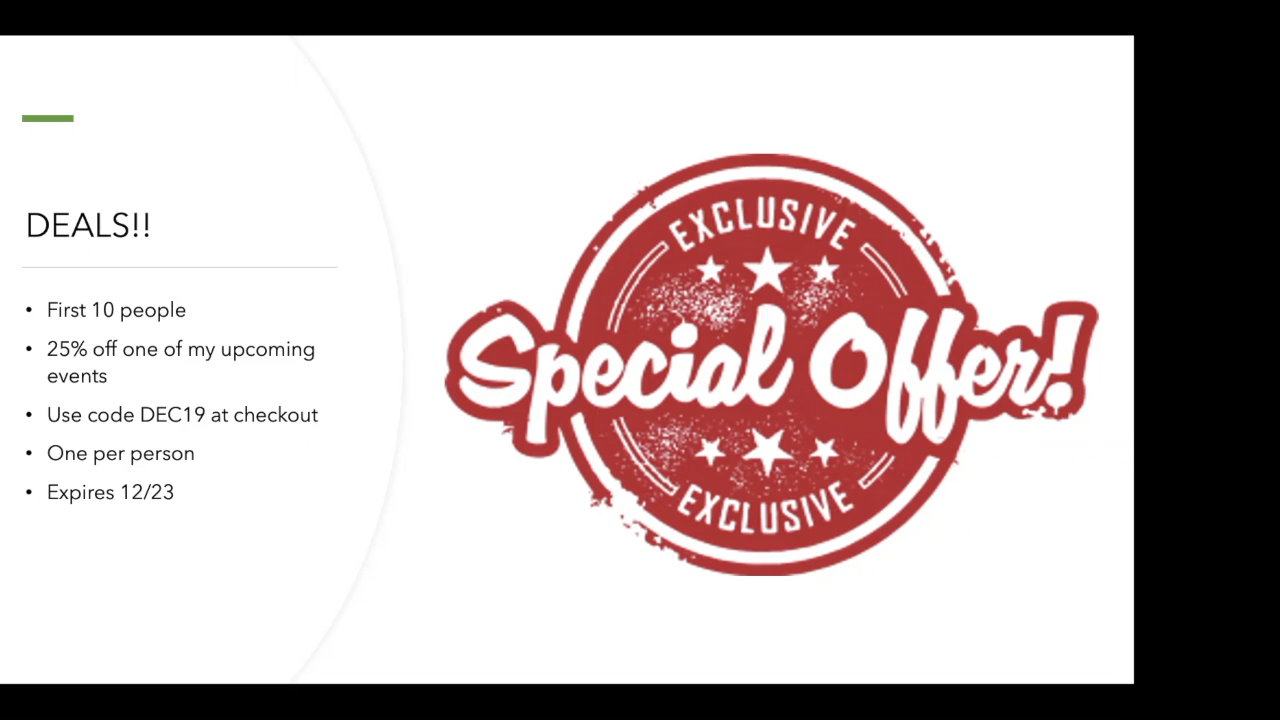 DEALS!!
• First 10 people
• 25% off one of my upcoming
events
• Use code DEC19 at checkout
• One per person
• Expires 12/23
EXCLUSIVE
Special Offer!
EXCLUSIVE